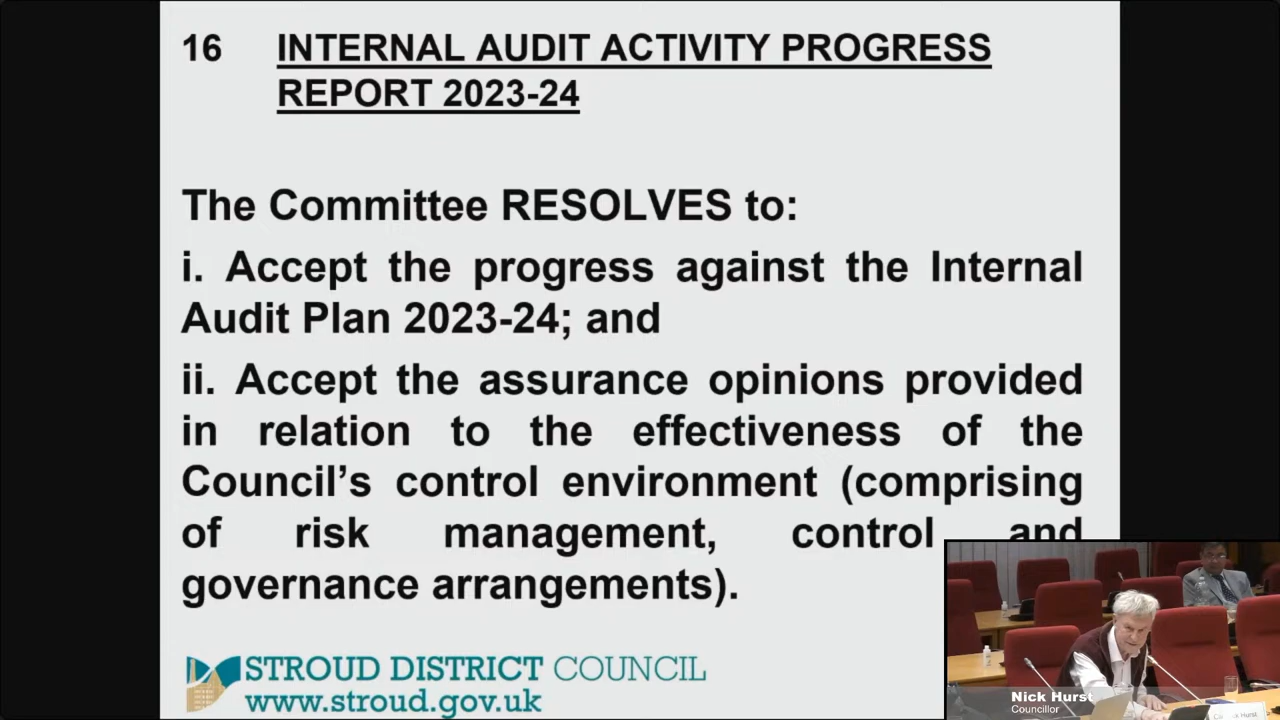 16 INTERNAL AUDIT ACTIVITY PROGRESS
REPORT 2023-24
The Committee RESOLVES to:
i. Accept the progress against the Internal
Audit Plan 2023-24; and
ii. Accept the assurance opinions provided
in relation to the effectiveness of the
Council’s control environment (comprising
of risk management, control and
governance arrangements).
STROUD DISTRICT COUNCIL
www.stroud.gov.uk
Nick Hurst
Councillor
Hurst